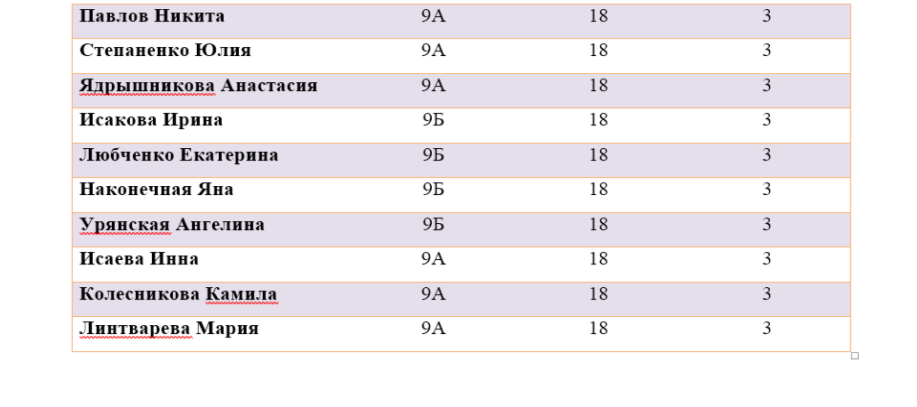 Павлов Никита 9А 18 3
Степаненко Юлия 9А 18 3
Ядрышникова Анастасия 9А 18 3
Исакова Ирина 9Б 18 3
Любченко Екатерина 9Б 18 3
Наконечная Яна 9Б 18 3
Урянская Ангелина 9Б 18 3
Исаева Инна 9А 18 3
Колесникова Камила 9А 18 3
Линтварева Мария 9А 18 3